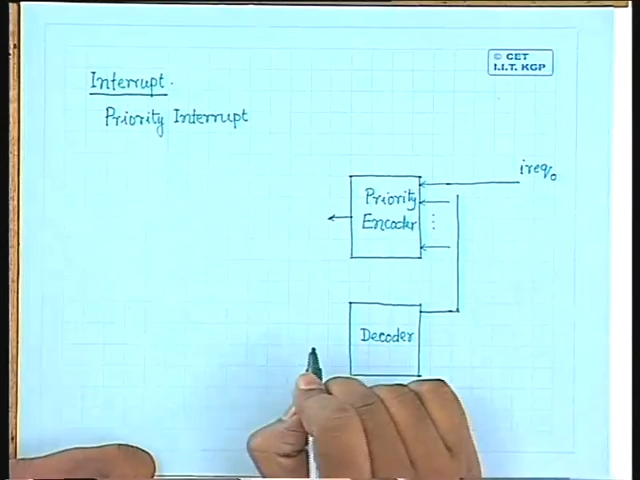 © CET
I.I.T. KGP
Interrupt.
Priority Interrupt
ireq0
Priority
Encoder
Decoder